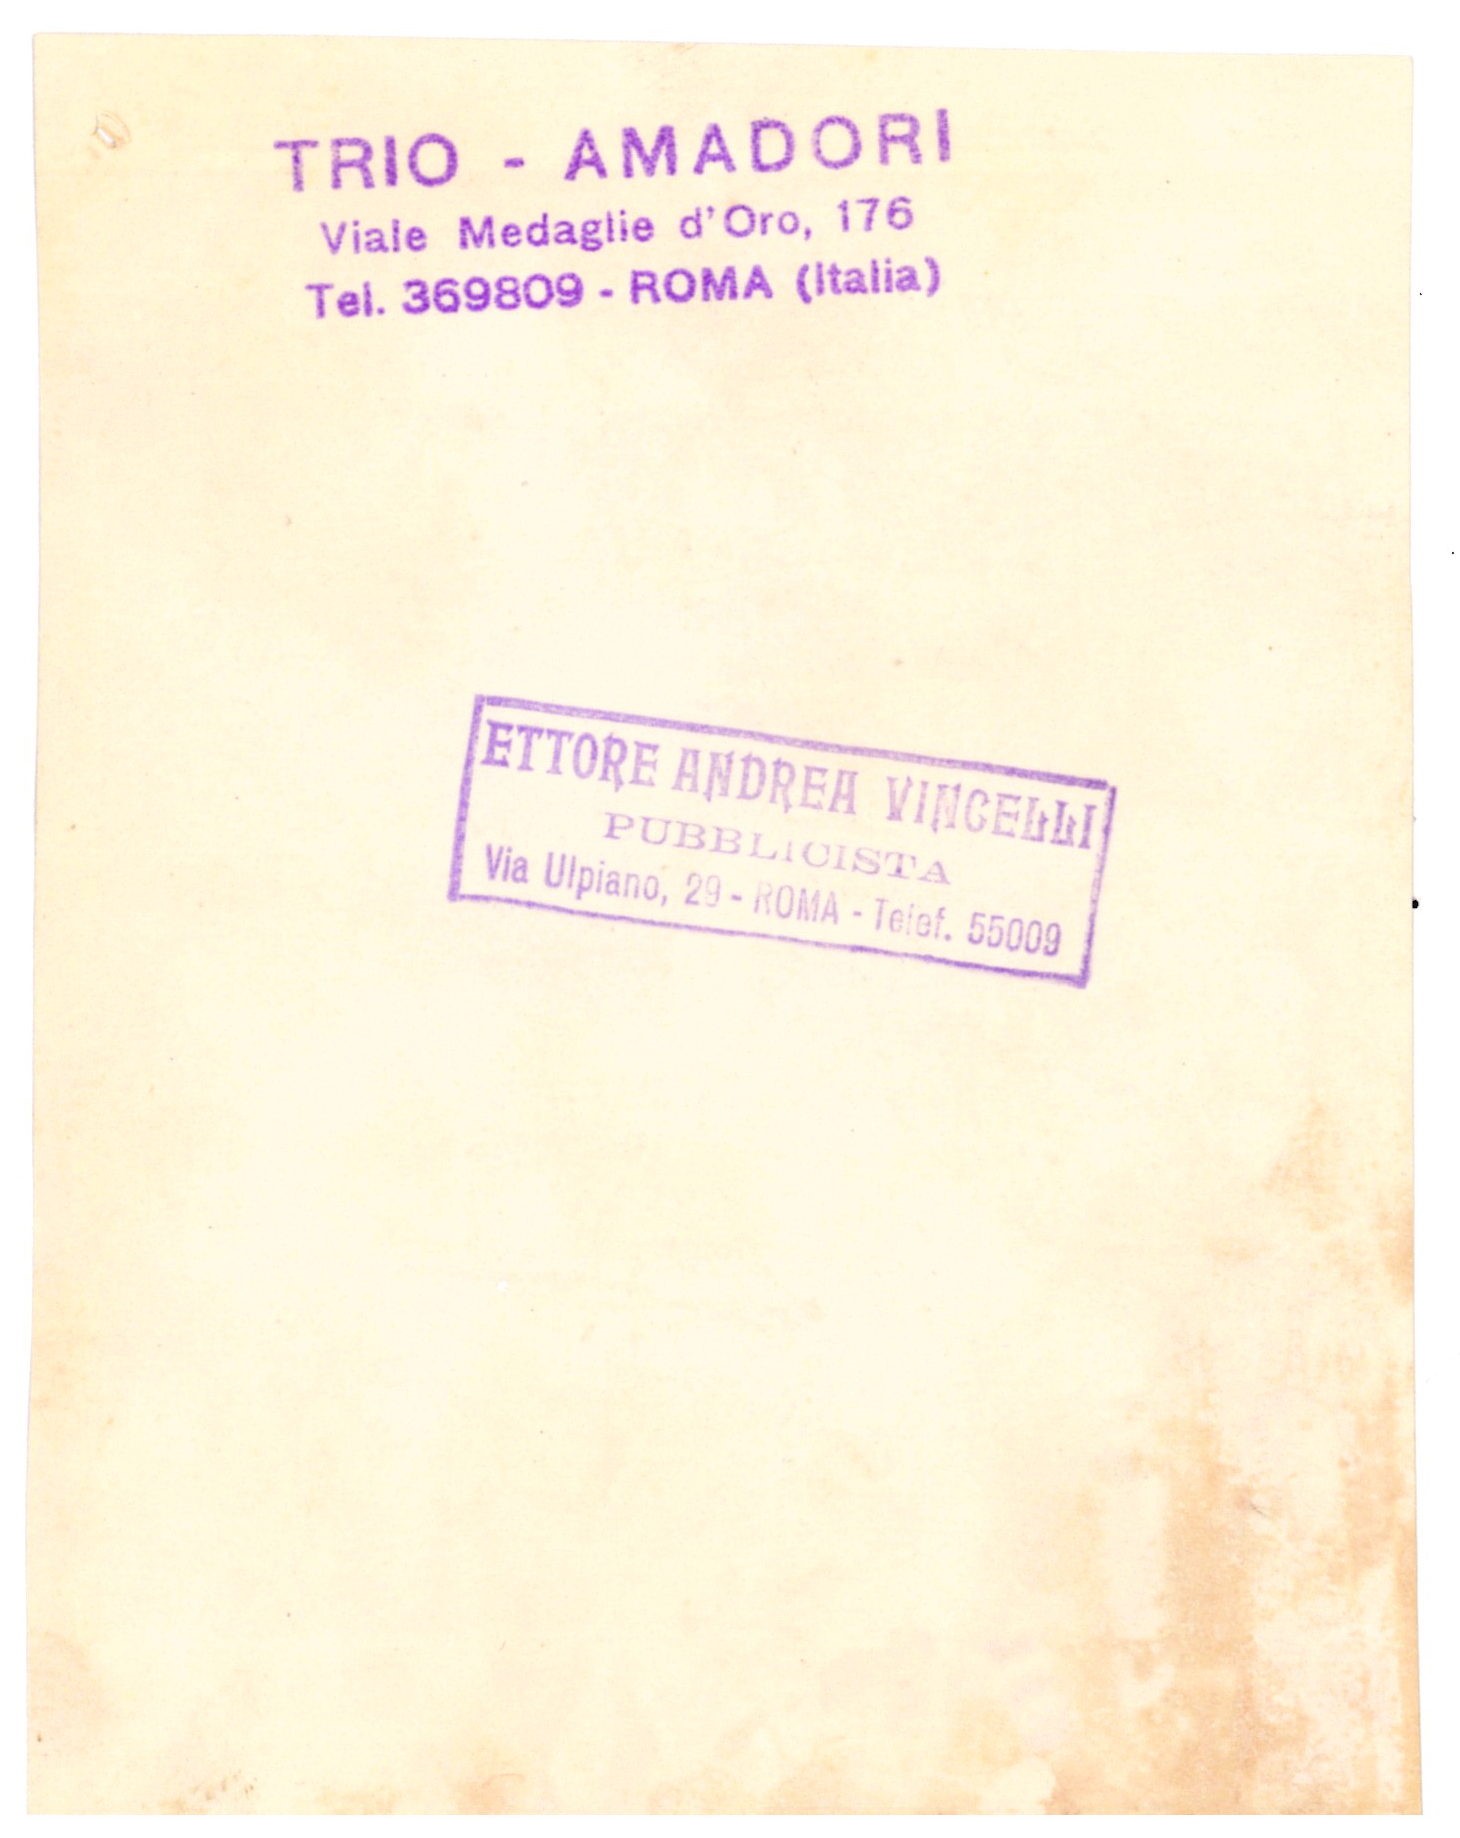 TRIO - AMADORI
Viale Medaglie d'Oro, 176
Tel. 369809 - ROMA (Italia)
ETTORE ANDREA VINCELLI
PUBBLICISTA
Via Ulpiano, 29 - ROMA - Telef. 55009